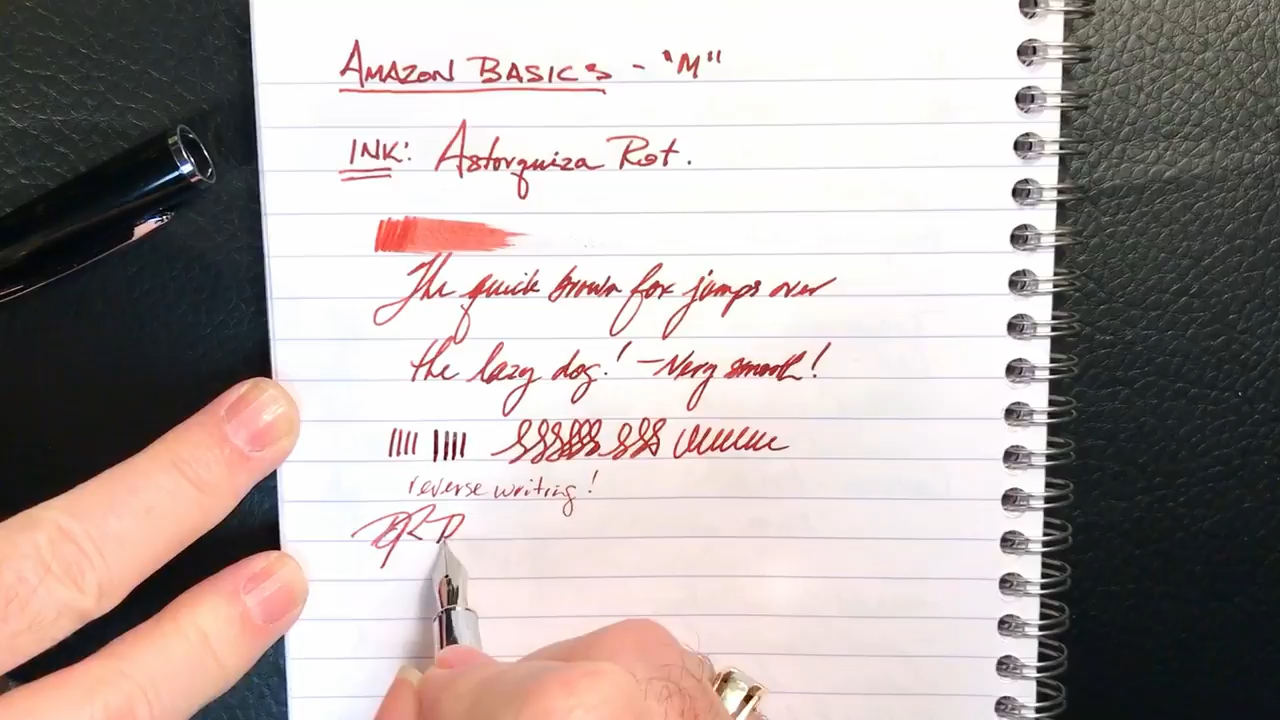 AMAZON BASICS - "M"
INK: Astorquiza Rot.
The quick brown fox jumps over
the lazy dog! - Very smooth!
reverse writing!